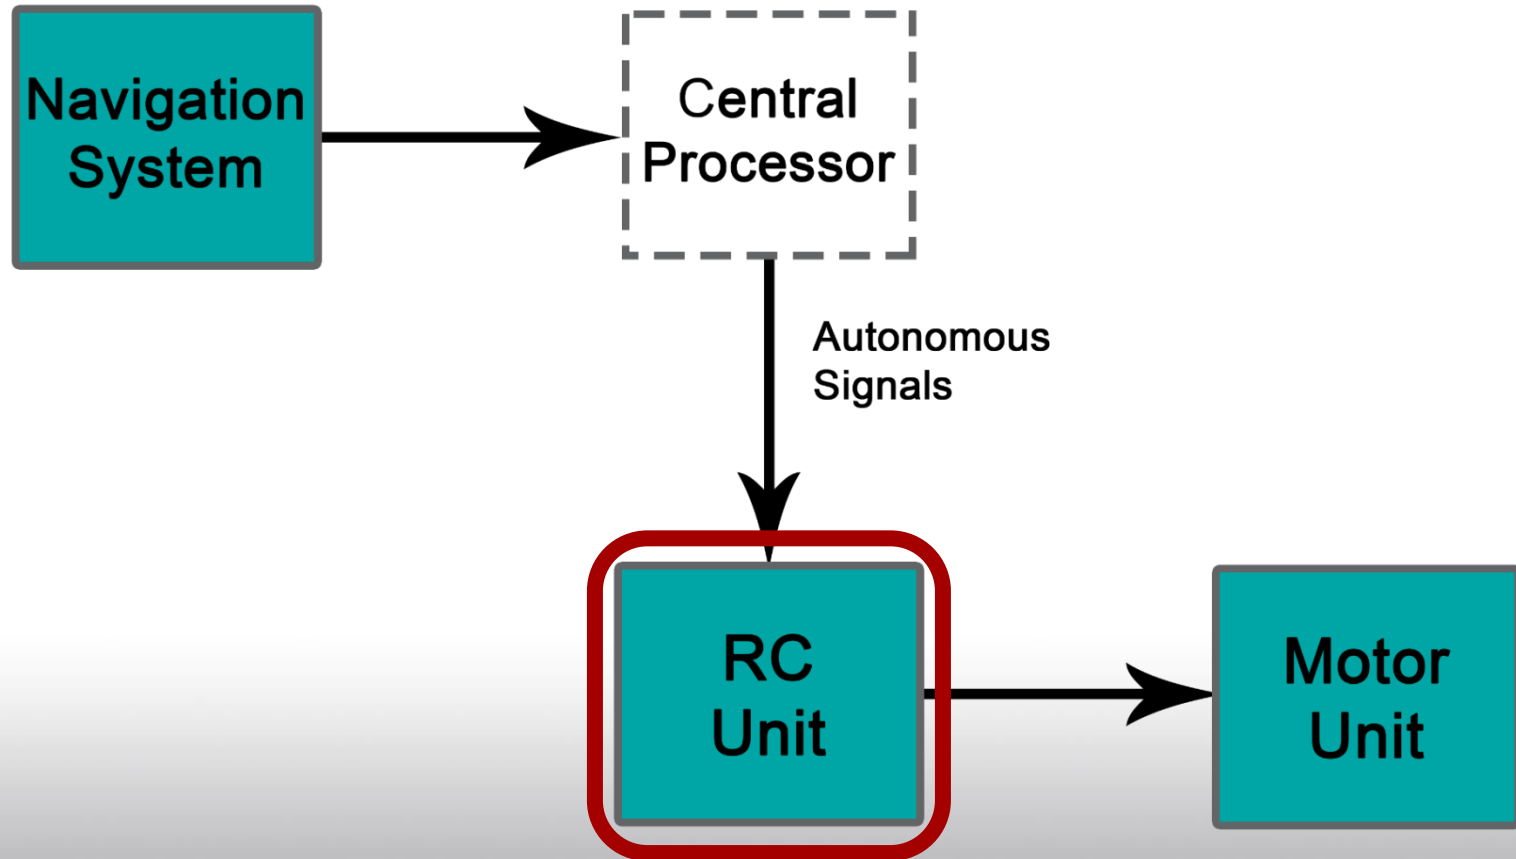 Navigation
System
Central
Processor
Autonomous
Signals
RC
Unit
Motor
Unit